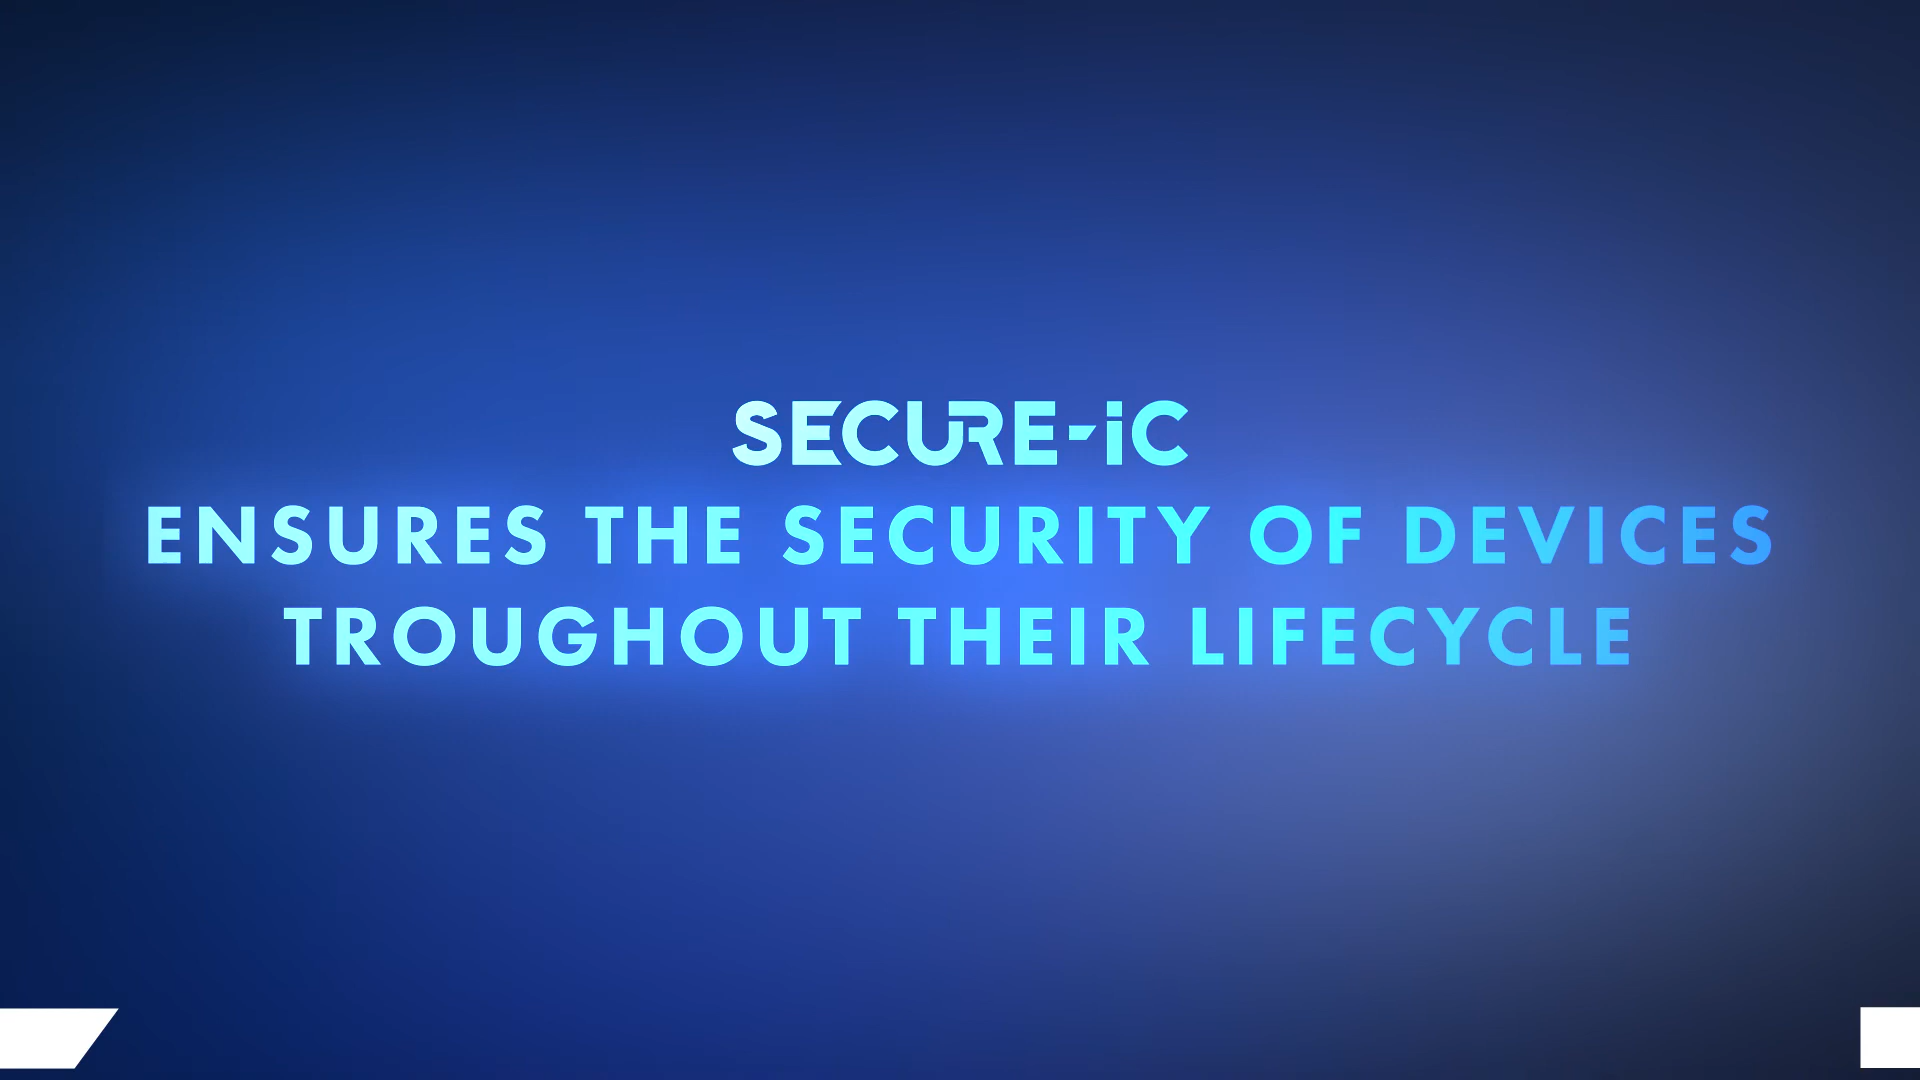 SECURE-iC
ENSURES THE SECURITY OF DEVICES
TROUGHOUT THEIR LIFECYCLE